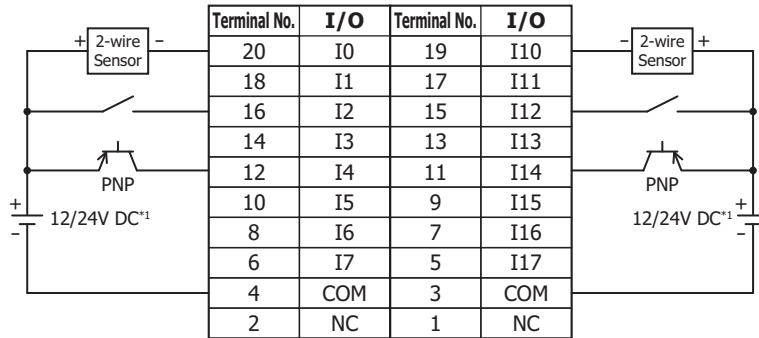 Terminal No. I/O Terminal No. I/O
+ 2-wire Sensor – 20 I0 19 I10 – 2-wire Sensor +
18 I1 17 I11
16 I2 15 I12
14 I3 13 I13
12 I4 11 I14
PNP PNP
10 I5 9 I15
+ 12/24V DC*1 – 12/24V DC*1 + –
8 I6 7 I16
6 I7 5 I17
4 COM 3 COM
2 NC 1 NC